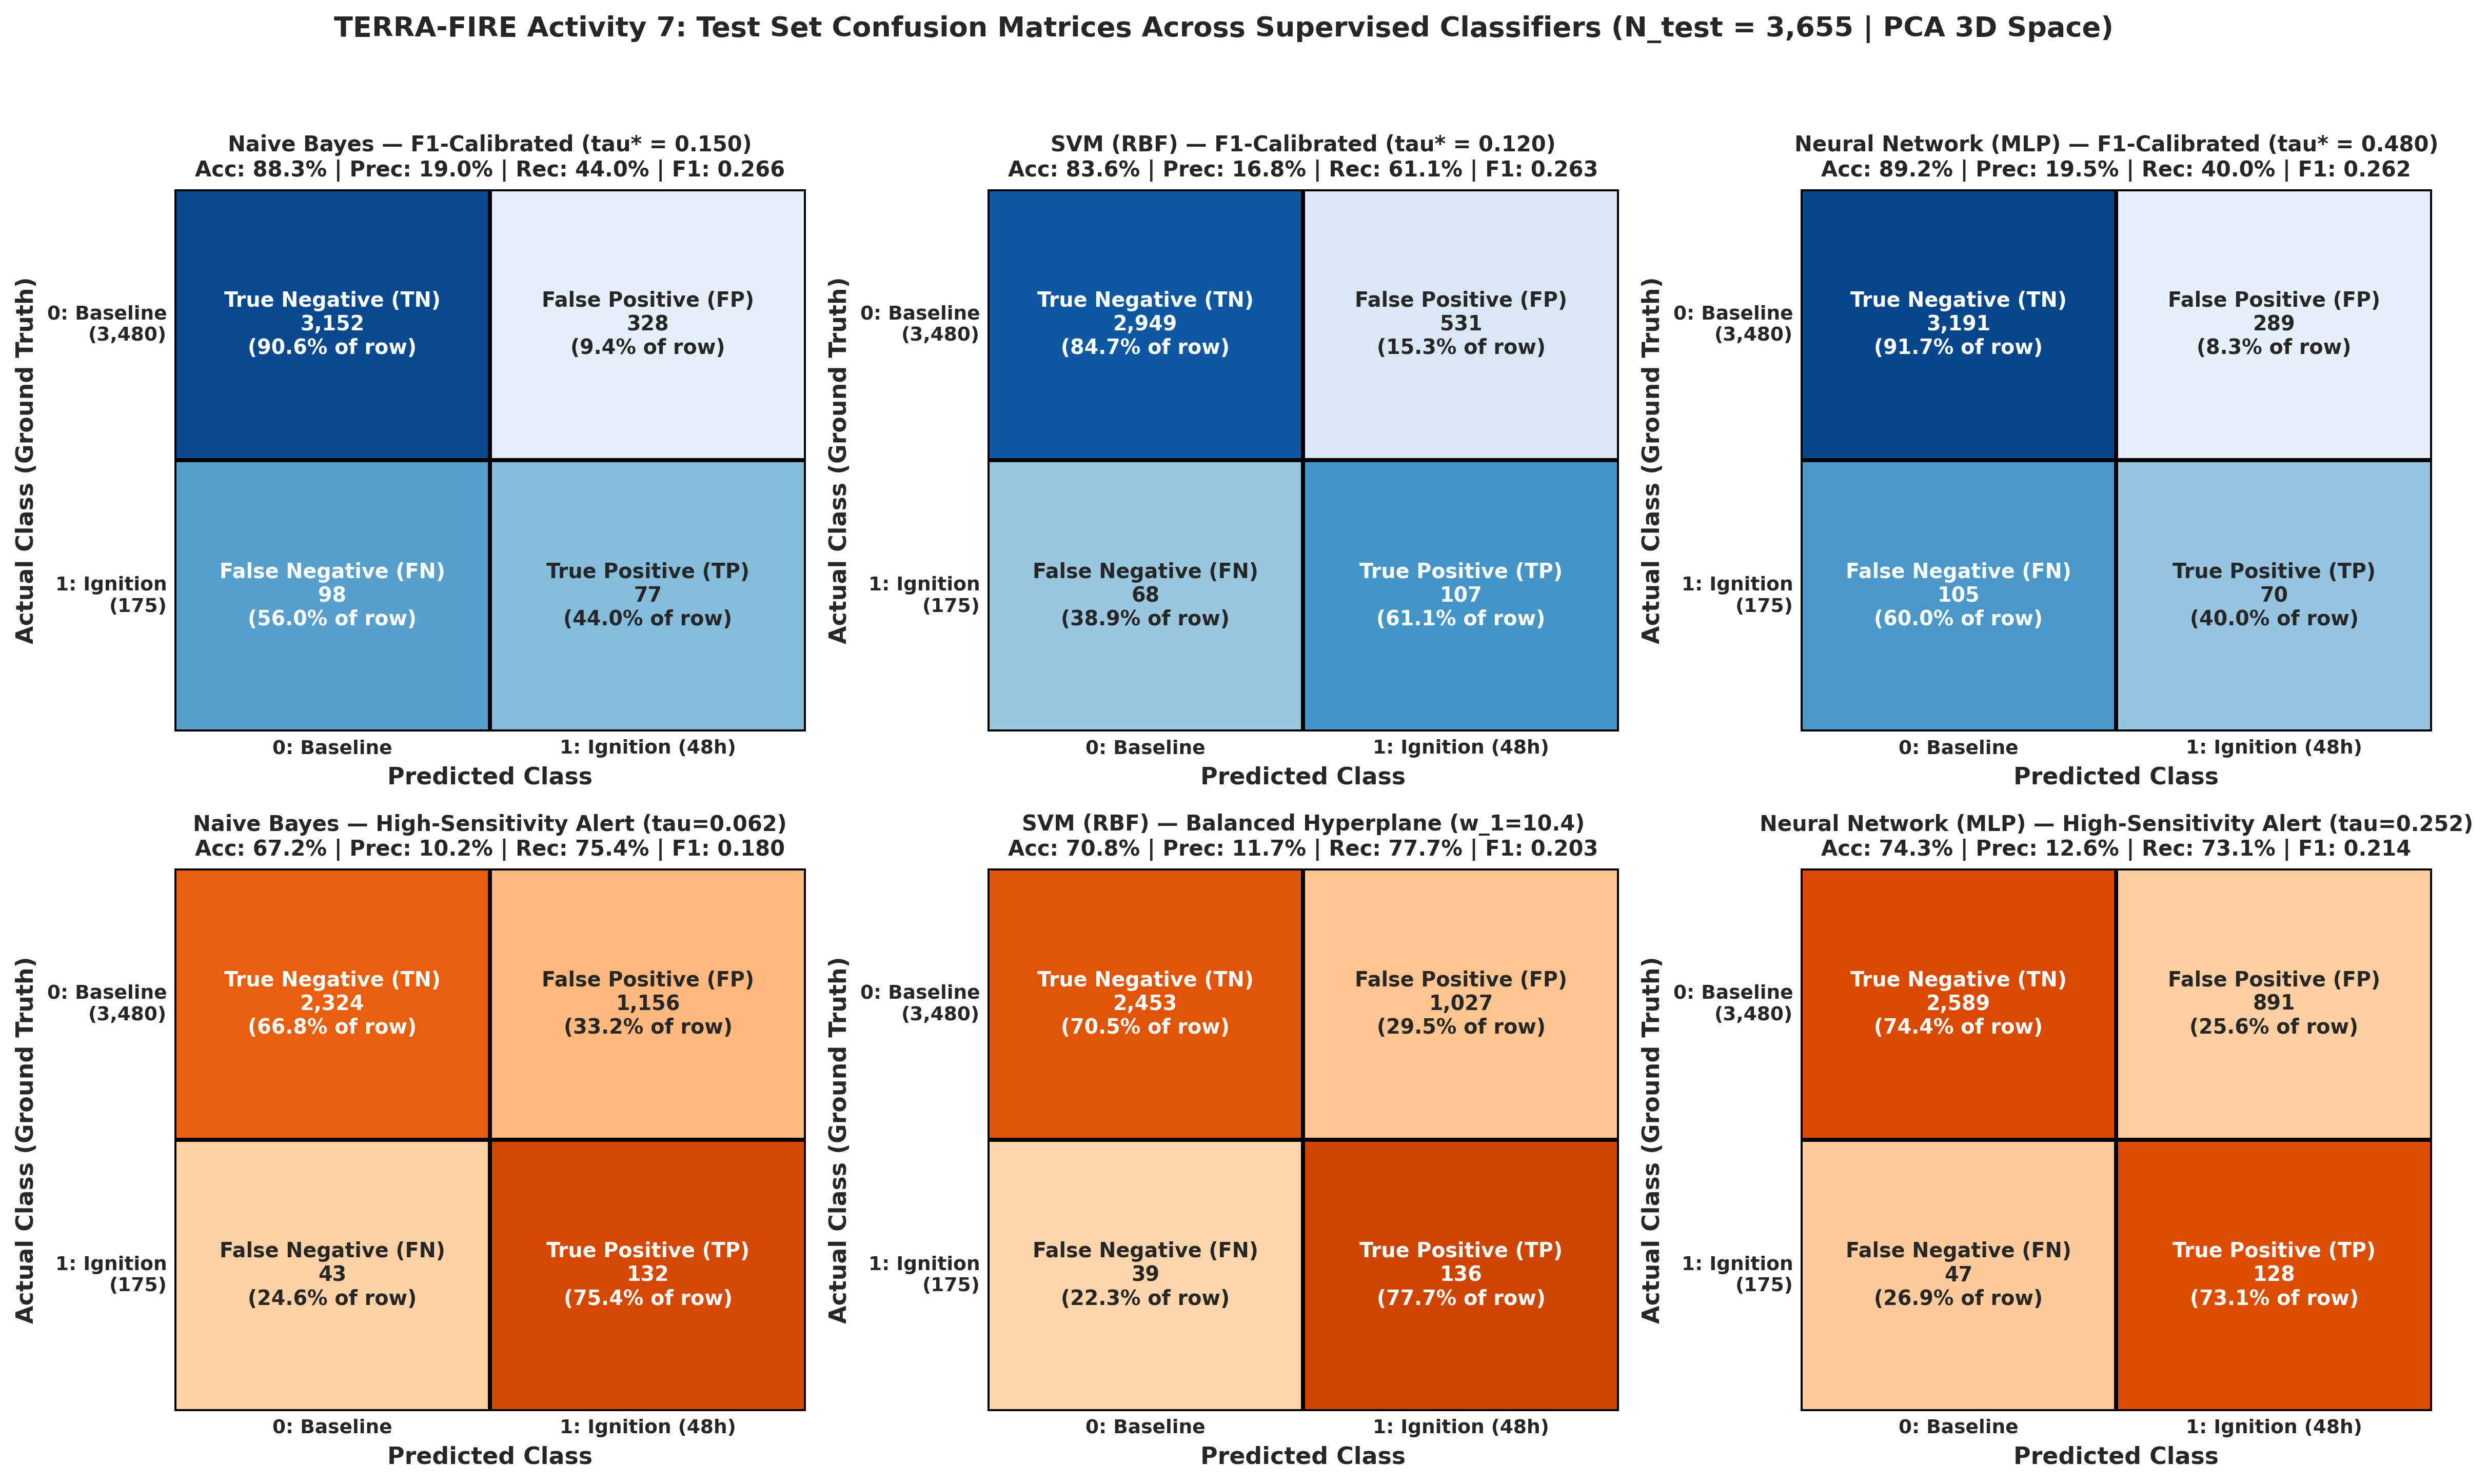 TERRA-FIRE Activity 7: Test Set Confusion Matrices Across Supervised Classifiers (N_test = 3,655 | PCA 3D Space)
Naive Bayes — F1-Calibrated (tau* = 0.150)
Acc: 88.3% | Prec: 19.0% | Rec: 44.0% | F1: 0.266
Actual Class (Ground Truth)
0: Baseline
(3,480)
True Negative (TN)
3,152
(90.6% of row)
False Positive (FP)
328
(9.4% of row)
1: Ignition
(175)
False Negative (FN)
98
(56.0% of row)
True Positive (TP)
77
(44.0% of row)
0: Baseline
1: Ignition (48h)
Predicted Class
SVM (RBF) — F1-Calibrated (tau* = 0.120)
Acc: 83.6% | Prec: 16.8% | Rec: 61.1% | F1: 0.263
Actual Class (Ground Truth)
0: Baseline
(3,480)
True Negative (TN)
2,949
(84.7% of row)
False Positive (FP)
531
(15.3% of row)
1: Ignition
(175)
False Negative (FN)
68
(38.9% of row)
True Positive (TP)
107
(61.1% of row)
0: Baseline
1: Ignition (48h)
Predicted Class
Neural Network (MLP) — F1-Calibrated (tau* = 0.480)
Acc: 89.2% | Prec: 19.5% | Rec: 40.0% | F1: 0.262
Actual Class (Ground Truth)
0: Baseline
(3,480)
True Negative (TN)
3,191
(91.7% of row)
False Positive (FP)
289
(8.3% of row)
1: Ignition
(175)
False Negative (FN)
105
(60.0% of row)
True Positive (TP)
70
(40.0% of row)
0: Baseline
1: Ignition (48h)
Predicted Class
Naive Bayes — High-Sensitivity Alert (tau=0.062)
Acc: 67.2% | Prec: 10.2% | Rec: 75.4% | F1: 0.180
Actual Class (Ground Truth)
0: Baseline
(3,480)
True Negative (TN)
2,324
(66.8% of row)
False Positive (FP)
1,156
(33.2% of row)
1: Ignition
(175)
False Negative (FN)
43
(24.6% of row)
True Positive (TP)
132
(75.4% of row)
0: Baseline
1: Ignition (48h)
Predicted Class
SVM (RBF) — Balanced Hyperplane (w_1=10.4)
Acc: 70.8% | Prec: 11.7% | Rec: 77.7% | F1: 0.203
Actual Class (Ground Truth)
0: Baseline
(3,480)
True Negative (TN)
2,453
(70.5% of row)
False Positive (FP)
1,027
(29.5% of row)
1: Ignition
(175)
False Negative (FN)
39
(22.3% of row)
True Positive (TP)
136
(77.7% of row)
0: Baseline
1: Ignition (48h)
Predicted Class
Neural Network (MLP) — High-Sensitivity Alert (tau=0.252)
Acc: 74.3% | Prec: 12.6% | Rec: 73.1% | F1: 0.214
Actual Class (Ground Truth)
0: Baseline
(3,480)
True Negative (TN)
2,589
(74.4% of row)
False Positive (FP)
891
(25.6% of row)
1: Ignition
(175)
False Negative (FN)
47
(26.9% of row)
True Positive (TP)
128
(73.1% of row)
0: Baseline
1: Ignition (48h)
Predicted Class